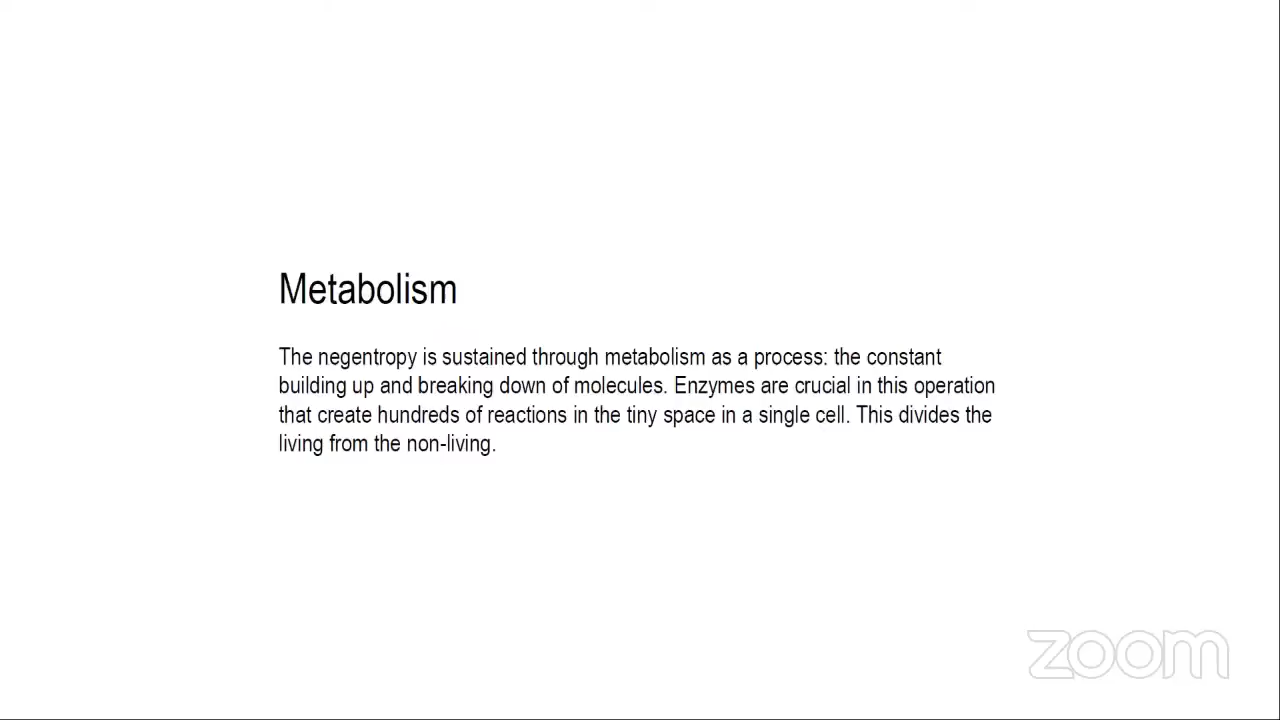 Metabolism
The negentropy is sustained through metabolism as a process: the constant
building up and breaking down of molecules. Enzymes are crucial in this operation
that create hundreds of reactions in the tiny space in a single cell. This divides the
living from the non-living.
zoom